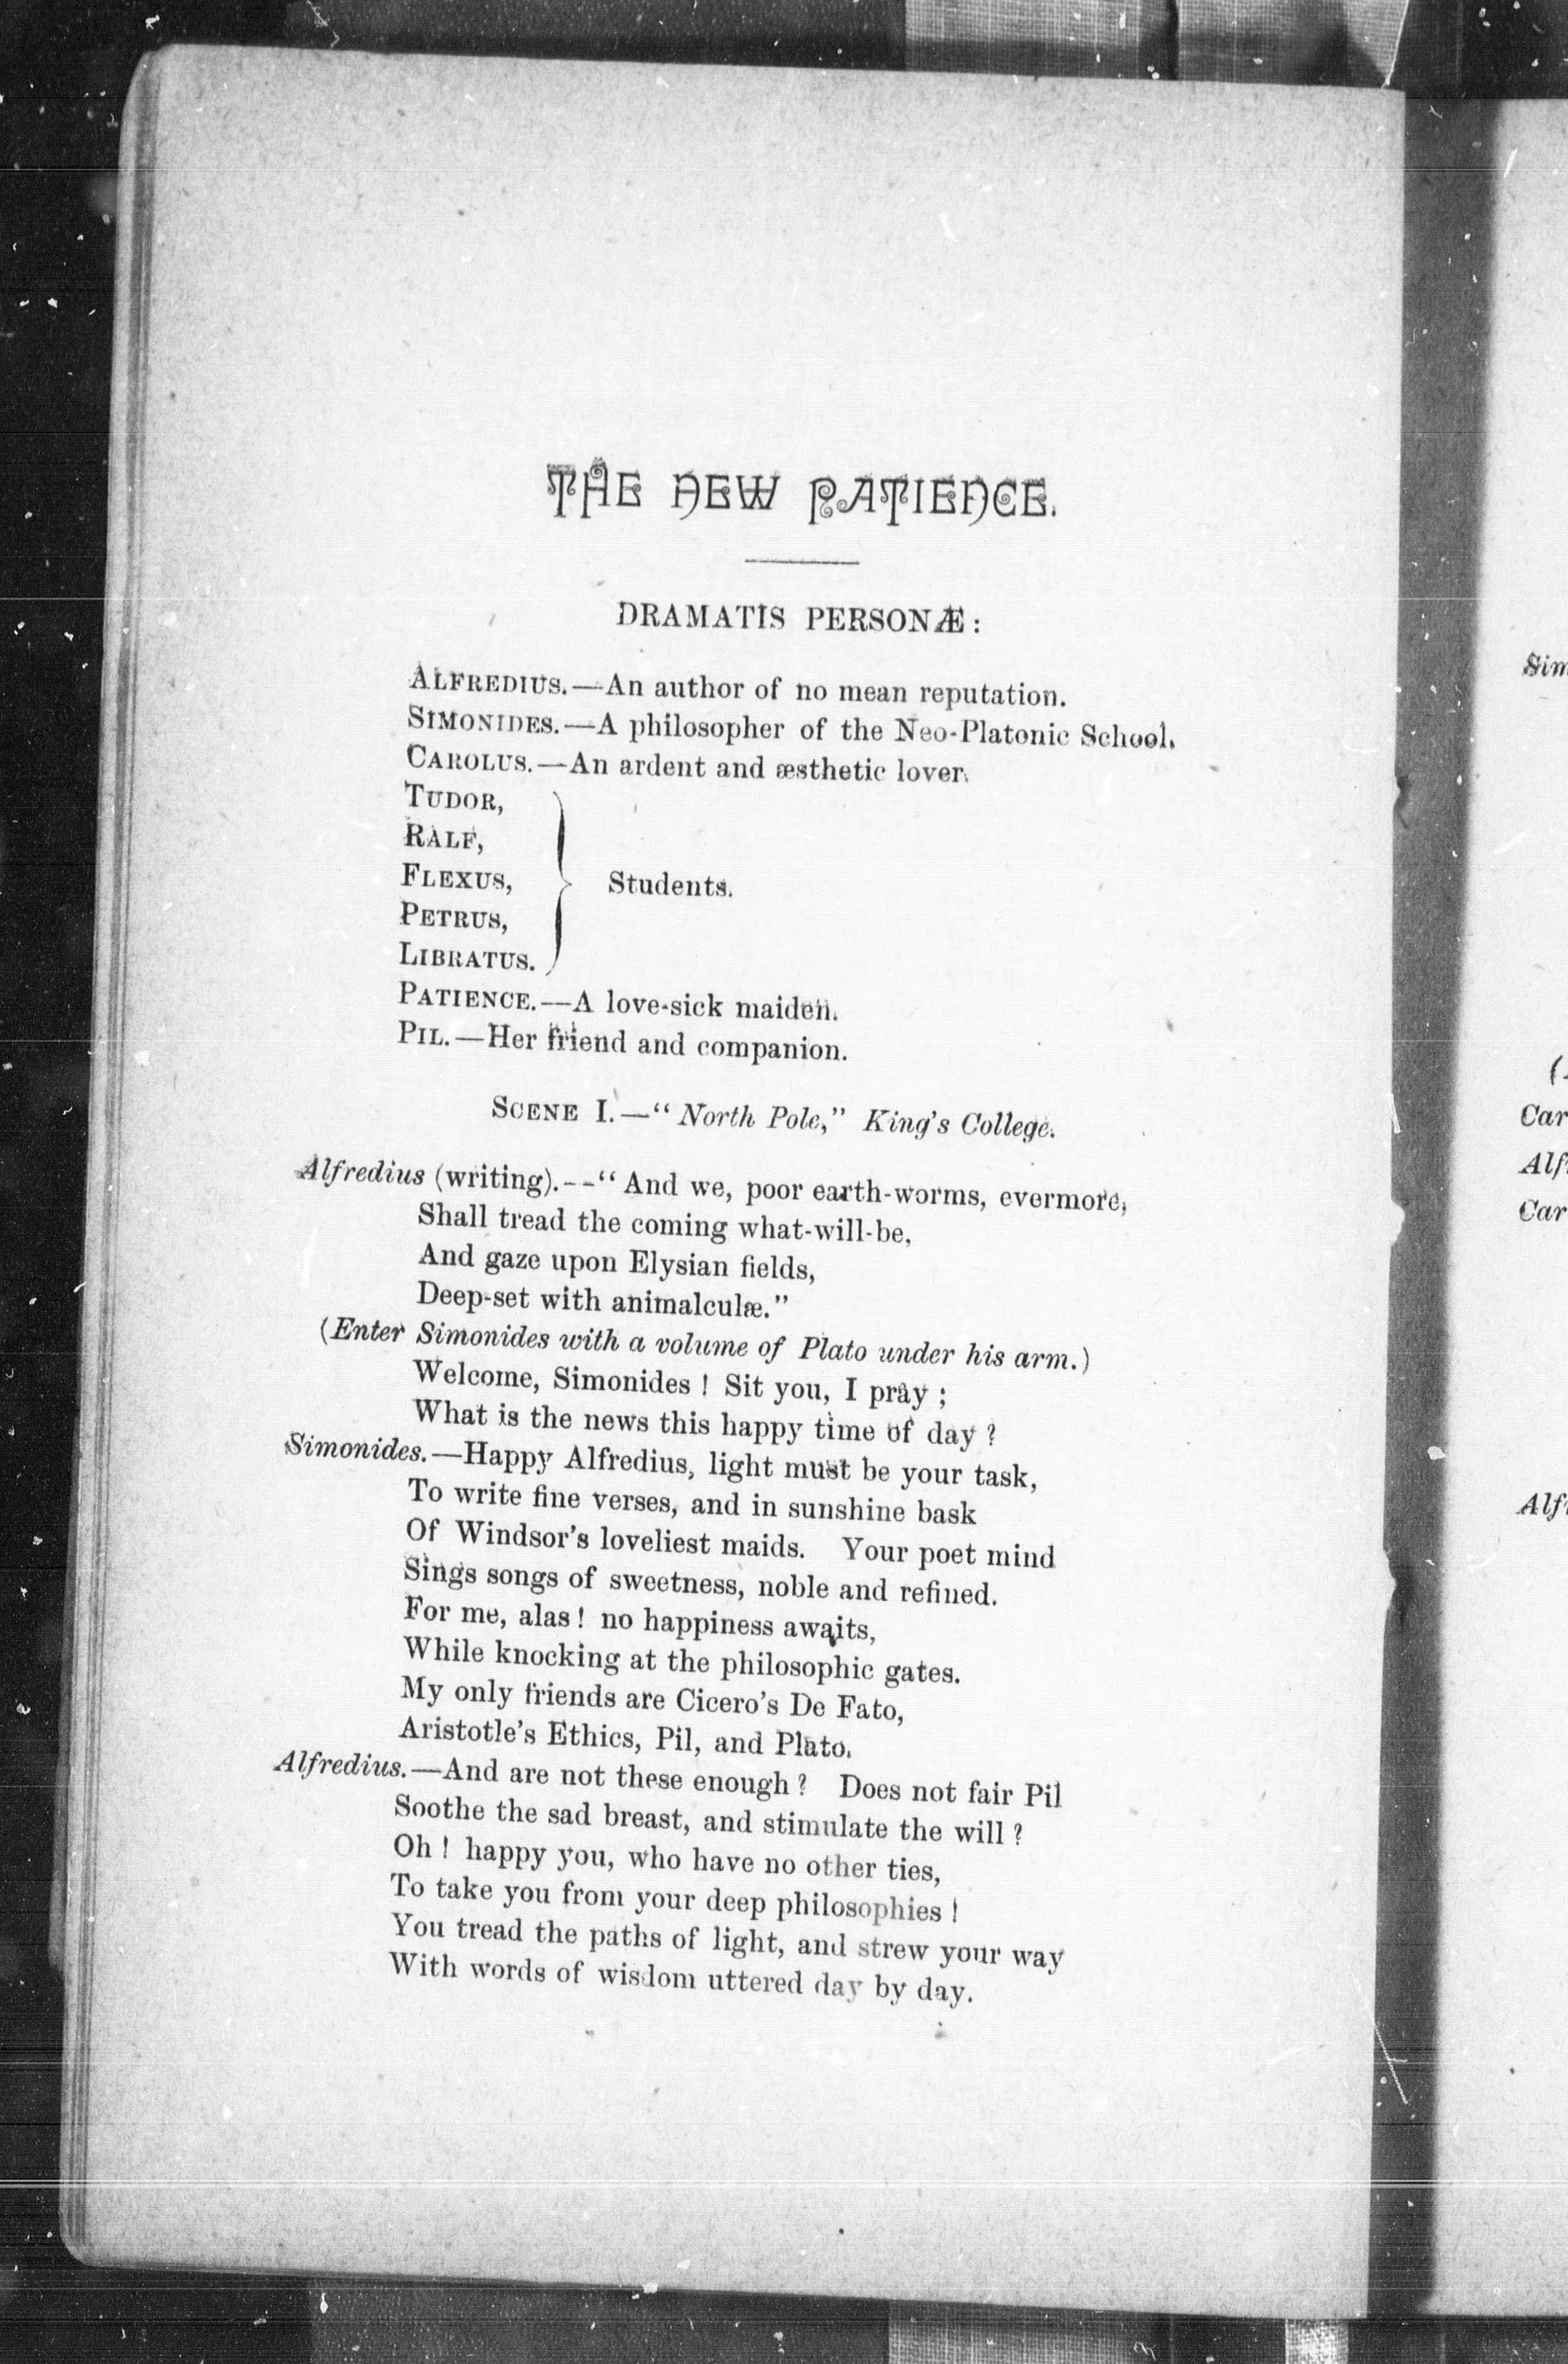 THE NEW PATIENCE.
DRAMATIS PERSONÆ:
ALFREDIUS.—An author of no mean reputation.
SIMONIDES.—A philosopher of the Neo-Platonic School.
CAROLUS.—An ardent and æsthetic lover.
TUDOR,
RALF,
FLEXUS,
Students.
PETRUS,
LIBRATUS.
PATIENCE.—A love-sick maiden.
PIL.—Her friend and companion.
SCENE I.—“North Pole,” King's College.
Alfredius (writing).--“And we, poor earth-worms, evermore,
Shall tread the coming what-will-be,
And gaze upon Elysian fields,
Deep-set with animalculæ.”
(Enter Simonides with a volume of Plato under his arm.)
Welcome, Simonides! Sit you, I pray;
What is the news this happy time of day?
Simonides.—Happy Alfredius, light must be your task,
To write fine verses, and in sunshine bask
Of Windsor's loveliest maids. Your poet mind
Sings songs of sweetness, noble and refined.
For me, alas! no happiness awaits,
While knocking at the philosophic gates.
My only friends are Cicero's De Fato,
Aristotle's Ethics, Pil, and Plato.
Alfredius.—And are not these enough? Does not fair Pil
Soothe the sad breast, and stimulate the will?
Oh! happy you, who have no other ties,
To take you from your deep philosophies!
You tread the paths of light, and strew your way
With words of wisdom uttered day by day.
Sim
(
Car
Alf
Car
Alf